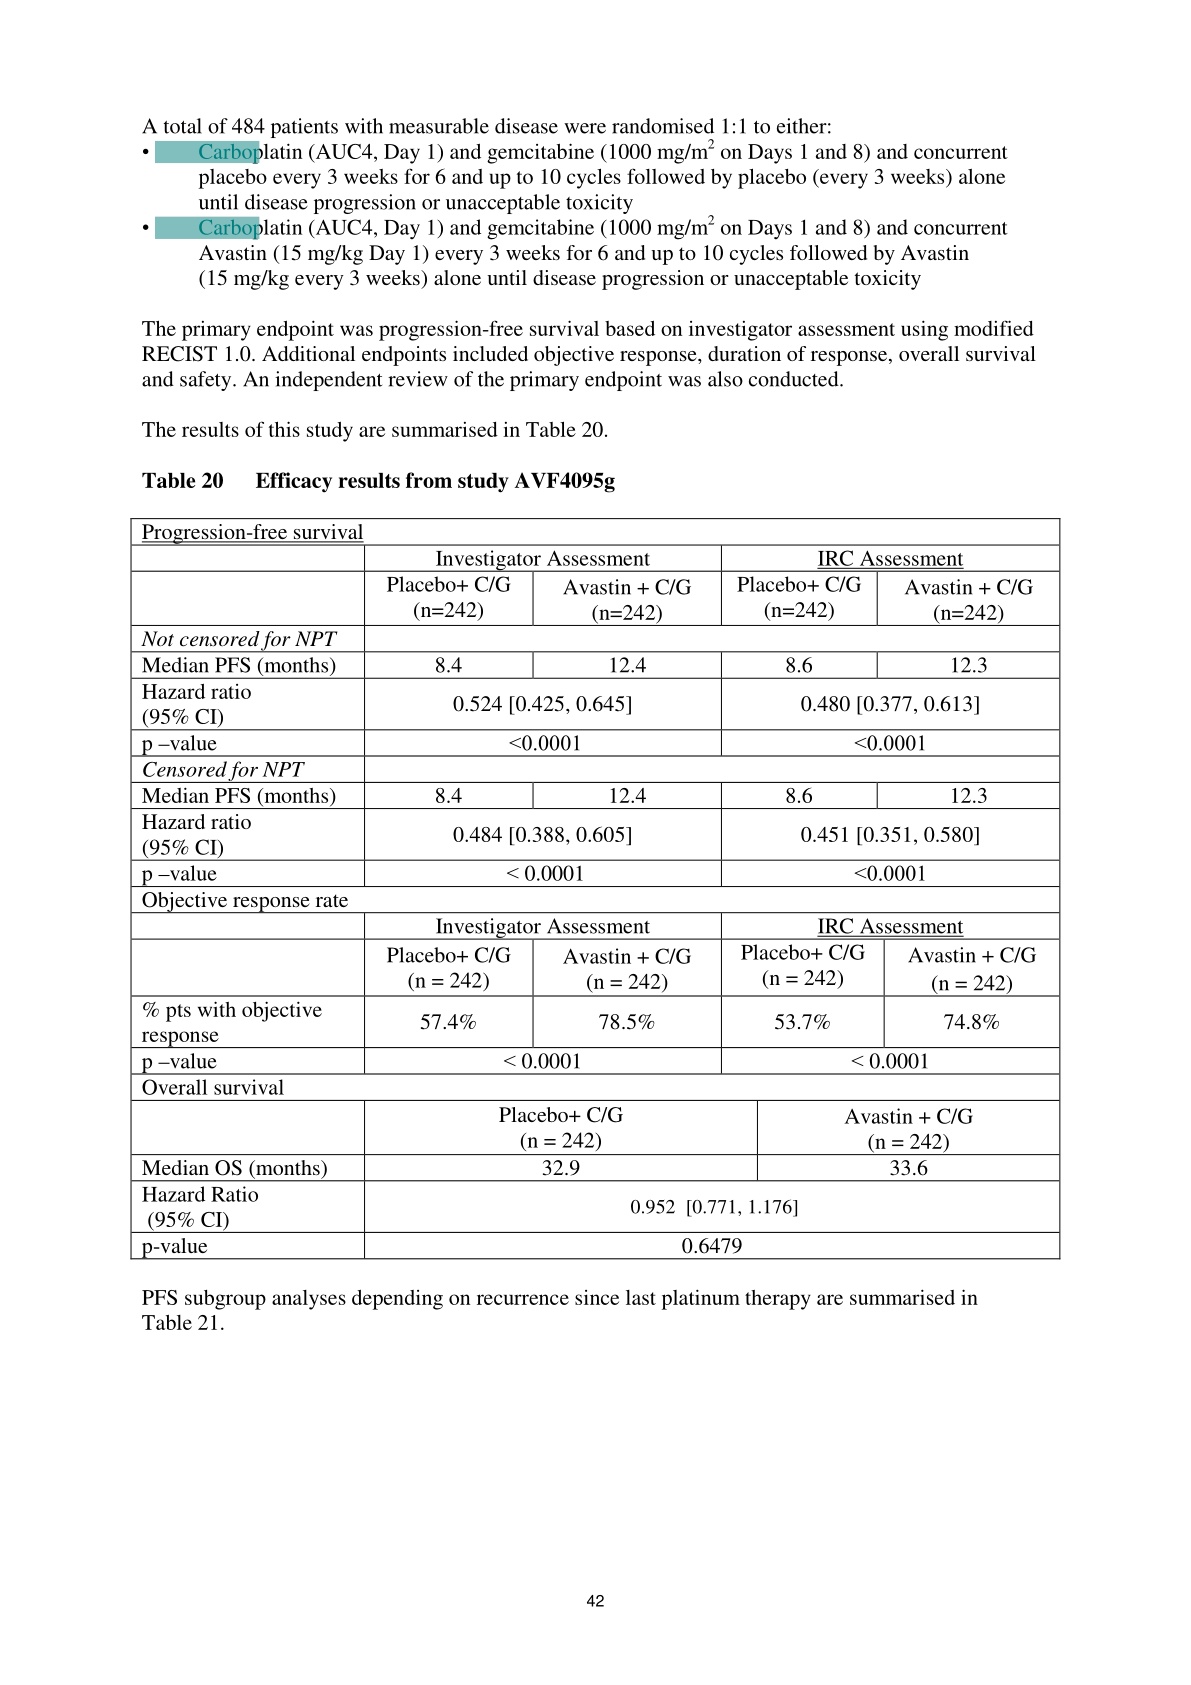 A total of 484 patients with measurable disease were randomised 1:1 to either:
• Carboplatin (AUC4, Day 1) and gemcitabine (1000 mg/m² on Days 1 and 8) and concurrent
placebo every 3 weeks for 6 and up to 10 cycles followed by placebo (every 3 weeks) alone
until disease progression or unacceptable toxicity
• Carboplatin (AUC4, Day 1) and gemcitabine (1000 mg/m² on Days 1 and 8) and concurrent
Avastin (15 mg/kg Day 1) every 3 weeks for 6 and up to 10 cycles followed by Avastin
(15 mg/kg every 3 weeks) alone until disease progression or unacceptable toxicity
The primary endpoint was progression-free survival based on investigator assessment using modified
RECIST 1.0. Additional endpoints included objective response, duration of response, overall survival
and safety. An independent review of the primary endpoint was also conducted.
The results of this study are summarised in Table 20.
Table 20 Efficacy results from study AVF4095g
Progression-free survival
Investigator Assessment IRC Assessment
Placebo+ C/G Avastin + C/G Placebo+ C/G Avastin + C/G
(n=242) (n=242) (n=242) (n=242)
Not censored for NPT
Median PFS (months) 8.4 12.4 8.6 12.3
Hazard ratio
(95% CI) 0.524 [0.425, 0.645] 0.480 [0.377, 0.613]
p –value <0.0001 <0.0001
Censored for NPT
Median PFS (months) 8.4 12.4 8.6 12.3
Hazard ratio
(95% CI) 0.484 [0.388, 0.605] 0.451 [0.351, 0.580]
p –value < 0.0001 <0.0001
Objective response rate
Investigator Assessment IRC Assessment
Placebo+ C/G Avastin + C/G Placebo+ C/G Avastin + C/G
(n = 242) (n = 242) (n = 242) (n = 242)
% pts with objective
response 57.4% 78.5% 53.7% 74.8%
p –value < 0.0001 < 0.0001
Overall survival
Placebo+ C/G Avastin + C/G
(n = 242) (n = 242)
Median OS (months) 32.9 33.6
Hazard Ratio
(95% CI) 0.952 [0.771, 1.176]
p-value 0.6479
PFS subgroup analyses depending on recurrence since last platinum therapy are summarised in
Table 21.
42